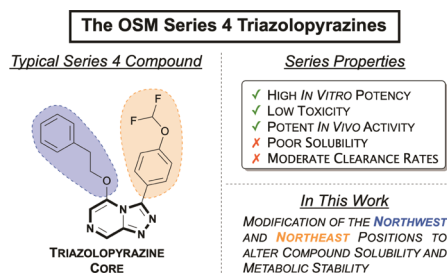 THE OSM SERIES 4 TRIAZOLOPYRAZINES
TYPICAL SERIES 4 COMPOUND
F
F
O
O
N
N
N
N
TRIAZOLOPYRAZINE
CORE
SERIES PROPERTIES
✓ HIGH IN VITRO POTENCY
✓ LOW TOXICITY
✓ POTENT IN VIVO ACTIVITY
✗ POOR SOLUBILITY
✗ MODERATE CLEARANCE RATES
IN THIS WORK
MODIFICATION OF THE NORTHWEST
AND NORTHEAST POSITIONS TO
ALTER COMPOUND SOLUBILITY AND
METABOLIC STABILITY